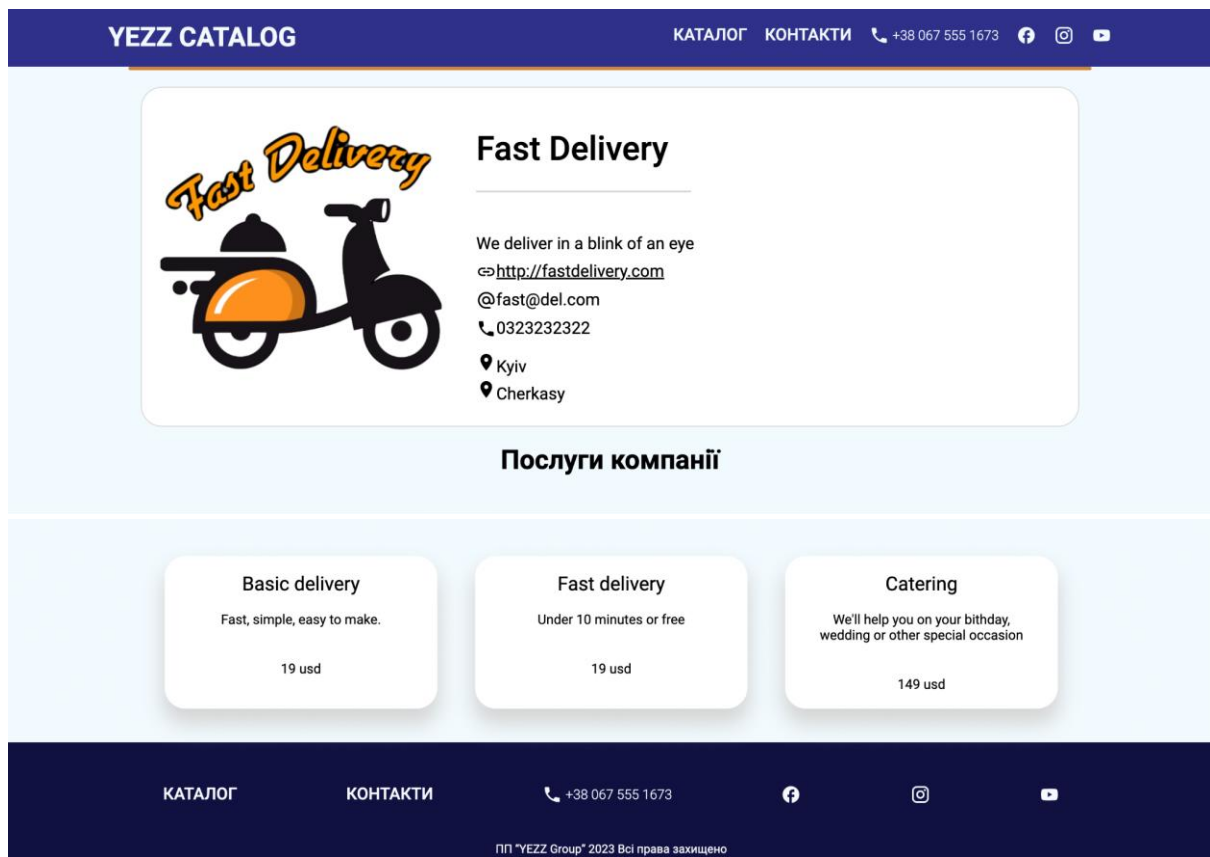 YEZZ CATALOG
КАТАЛОГ КОНТАКТИ +38 067 555 1673
Fast Delivery
Fast Delivery
We deliver in a blink of an eye
http://fastdelivery.com
@fast@del.com
0323232322
Kyiv
Cherkasy
Послуги компанії
Basic delivery
Fast, simple, easy to make.
19 usd
Fast delivery
Under 10 minutes or free
19 usd
Catering
We'll help you on your bithday,
wedding or other special occasion
149 usd
КАТАЛОГ КОНТАКТИ +38 067 555 1673
ПП "YEZZ Group" 2023 Всі права захищено